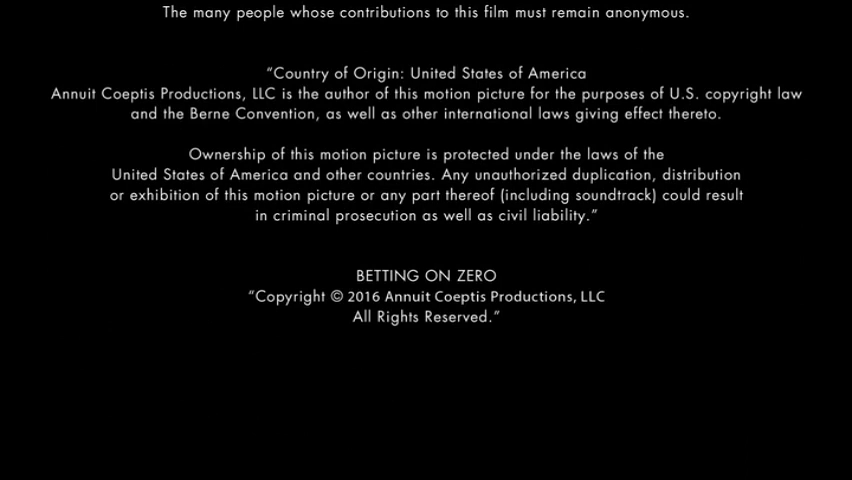 The many people whose contributions to this film must remain anonymous.
“Country of Origin: United States of America
Annuit Coeptis Productions, LLC is the author of this motion picture for the purposes of U.S. copyright law
and the Berne Convention, as well as other international laws giving effect thereto.
Ownership of this motion picture is protected under the laws of the
United States of America and other countries. Any unauthorized duplication, distribution
or exhibition of this motion picture or any part thereof (including soundtrack) could result
in criminal prosecution as well as civil liability.”
BETTING ON ZERO
“Copyright © 2016 Annuit Coeptis Productions, LLC
All Rights Reserved.”